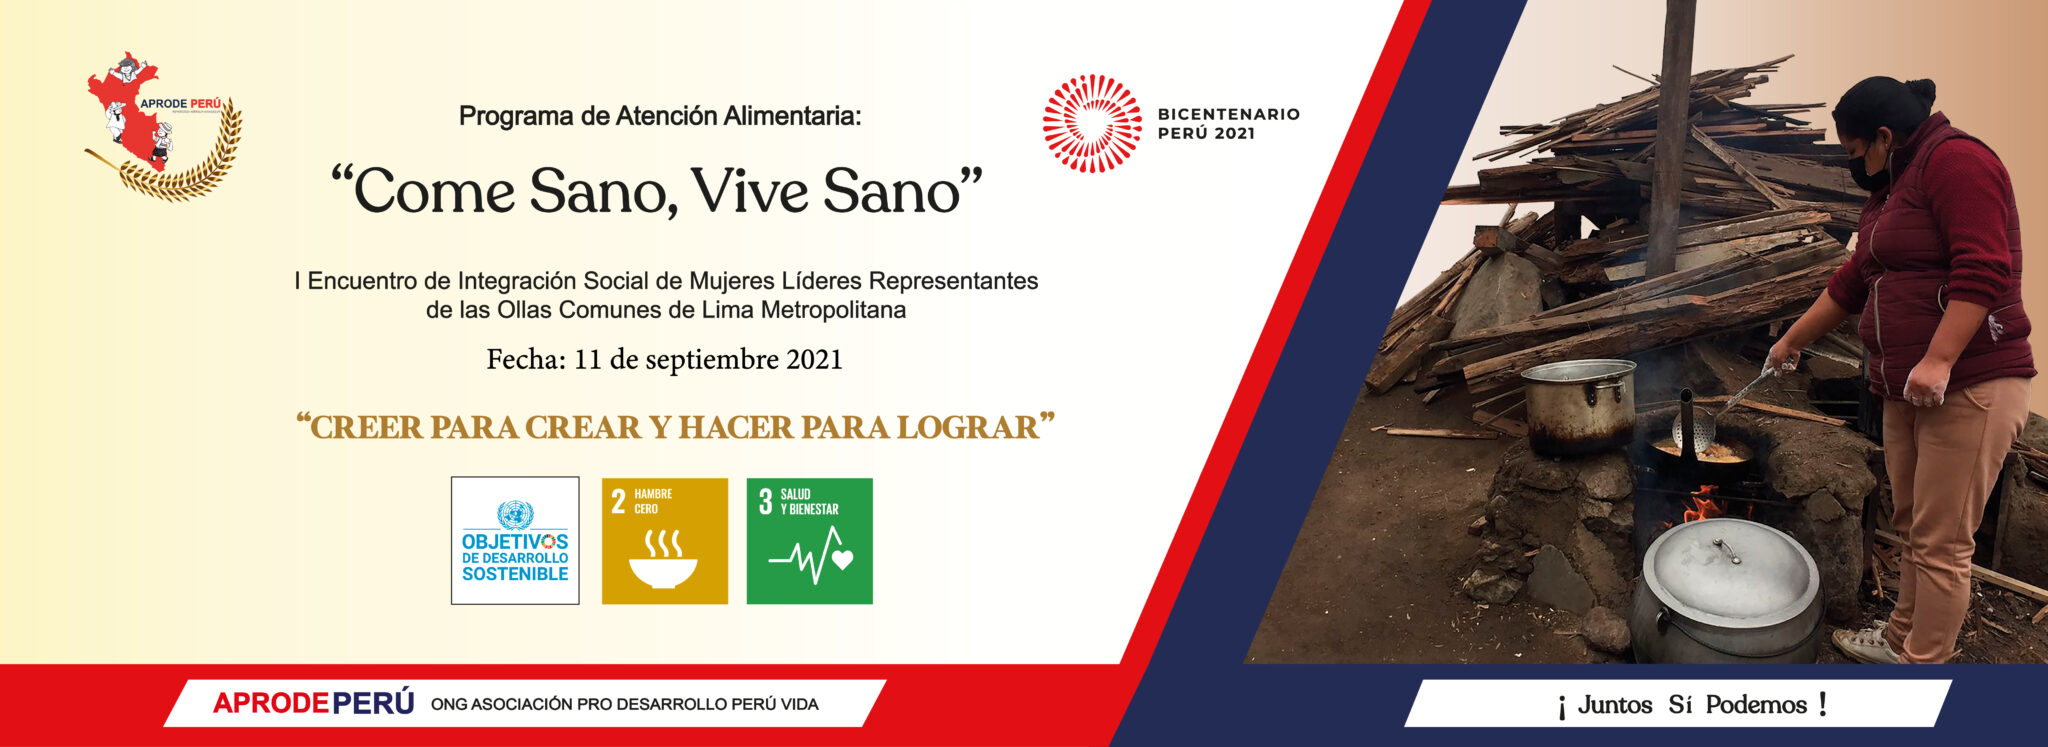 APRODE PERÚ
Programa de Atención Alimentaria:
“Come Sano, Vive Sano”
BICENTENARIO
PERÚ 2021
I Encuentro de Integración Social de Mujeres Líderes Representantes
de las Ollas Comunes de Lima Metropolitana
Fecha: 11 de septiembre 2021
“CREER PARA CREAR Y HACER PARA LOGRAR”
OBJETIVOS
DE DESARROLLO
SOSTENIBLE
2 HAMBRE
CERO
3 SALUD
Y BIENESTAR
APRODE PERÚ ONG ASOCIACIÓN PRO DESARROLLO PERÚ VIDA
¡ Juntos Sí Podemos !